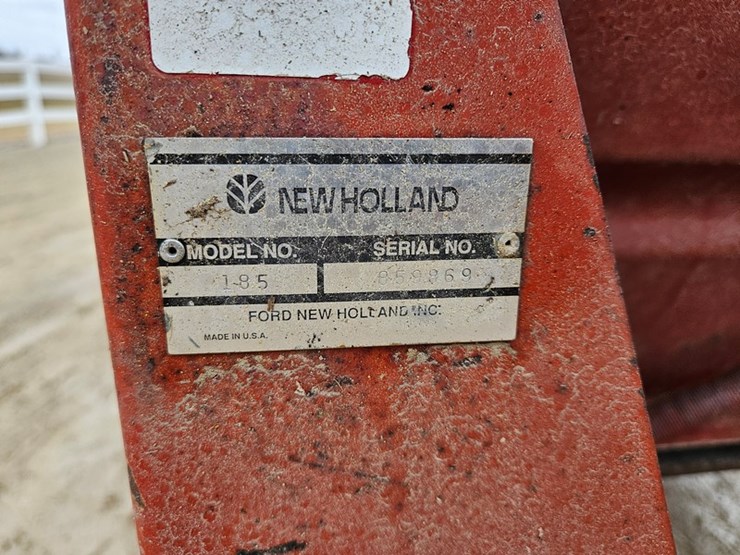 NEW HOLLAND
MODEL NO. SERIAL NO.
185
FORD NEW HOLLAND INC.
MADE IN U.S.A.